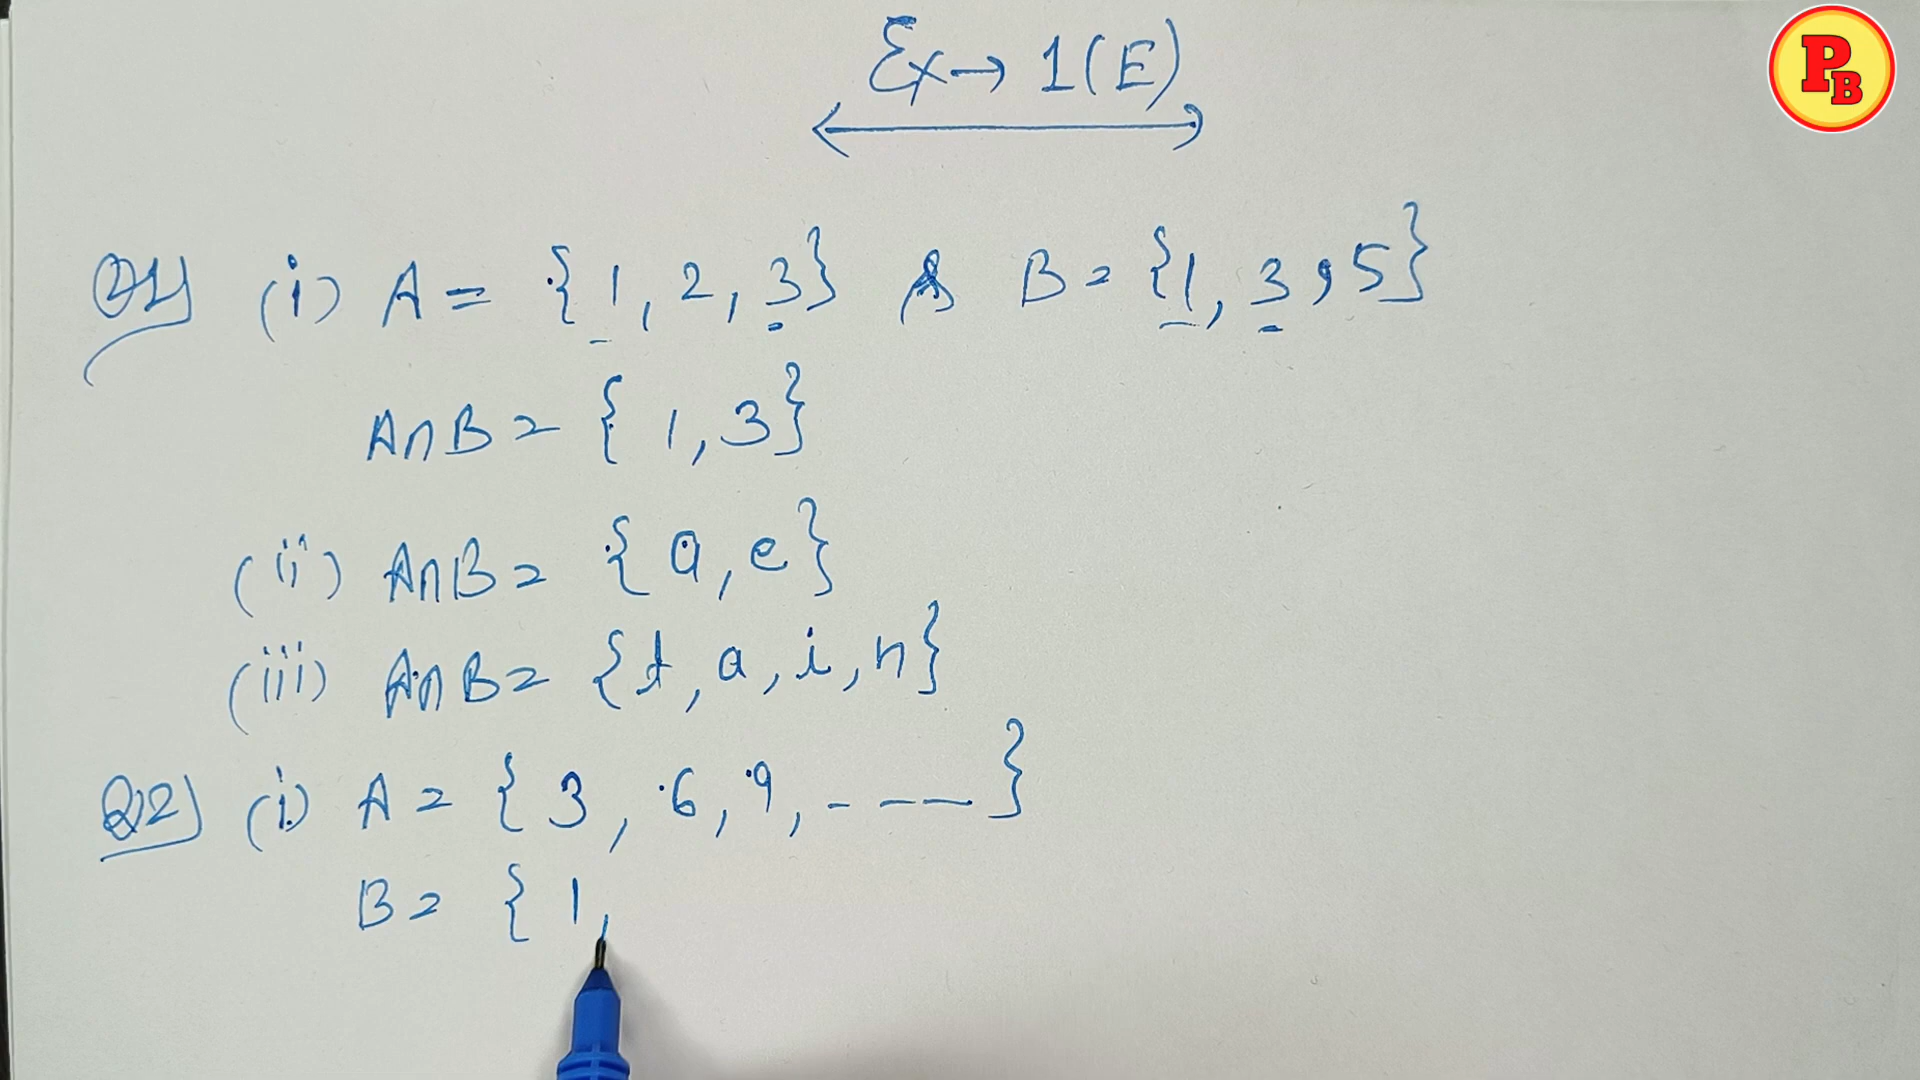 Ex → 1(E)
PB
Q1) (i) A = {1, 2, 3} & B = {1, 3, 5}
A∩B = {1, 3}
(ii) A∩B = {a, e}
(iii) A∩B = {t, a, i, n}
Q2) (i) A = {3, 6, 9, - - - }
B = {1,